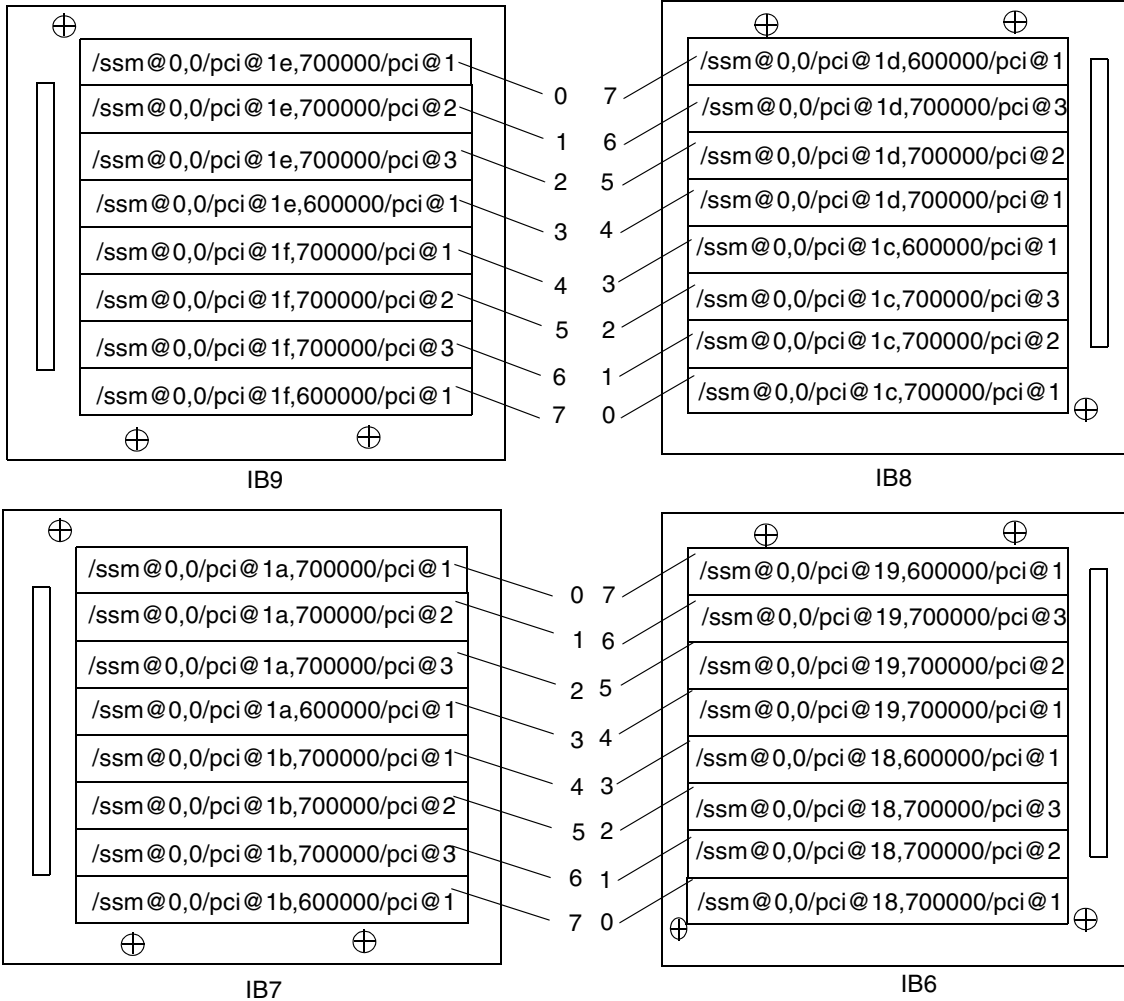 /ssm@0,0/pci@1e,700000/pci@1
/ssm@0,0/pci@1e,700000/pci@2
/ssm@0,0/pci@1e,700000/pci@3
/ssm@0,0/pci@1e,600000/pci@1
/ssm@0,0/pci@1f,700000/pci@1
/ssm@0,0/pci@1f,700000/pci@2
/ssm@0,0/pci@1f,700000/pci@3
/ssm@0,0/pci@1f,600000/pci@1
0
1
2
3
4
5
6
7
IB9
7
6
5
4
3
2
1
0
/ssm@0,0/pci@1d,600000/pci@1
/ssm@0,0/pci@1d,700000/pci@3
/ssm@0,0/pci@1d,700000/pci@2
/ssm@0,0/pci@1d,700000/pci@1
/ssm@0,0/pci@1c,600000/pci@1
/ssm@0,0/pci@1c,700000/pci@3
/ssm@0,0/pci@1c,700000/pci@2
/ssm@0,0/pci@1c,700000/pci@1
IB8
/ssm@0,0/pci@1a,700000/pci@1
/ssm@0,0/pci@1a,700000/pci@2
/ssm@0,0/pci@1a,700000/pci@3
/ssm@0,0/pci@1a,600000/pci@1
/ssm@0,0/pci@1b,700000/pci@1
/ssm@0,0/pci@1b,700000/pci@2
/ssm@0,0/pci@1b,700000/pci@3
/ssm@0,0/pci@1b,600000/pci@1
0
1
2
3
4
5
6
7
IB7
7
6
5
4
3
2
1
0
/ssm@0,0/pci@19,600000/pci@1
/ssm@0,0/pci@19,700000/pci@3
/ssm@0,0/pci@19,700000/pci@2
/ssm@0,0/pci@19,700000/pci@1
/ssm@0,0/pci@18,600000/pci@1
/ssm@0,0/pci@18,700000/pci@3
/ssm@0,0/pci@18,700000/pci@2
/ssm@0,0/pci@18,700000/pci@1
IB6